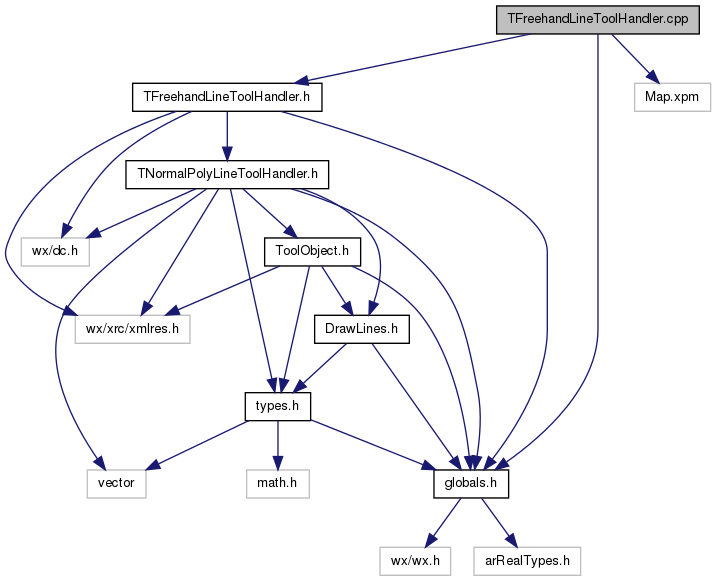 TFreehandLineToolHandler.cpp
TFreehandLineToolHandler.h
Map.xpm
TNormalPolyLineToolHandler.h
wx/dc.h
ToolObject.h
wx/xrc/xmlres.h
DrawLines.h
types.h
vector
math.h
globals.h
wx/wx.h
arRealTypes.h